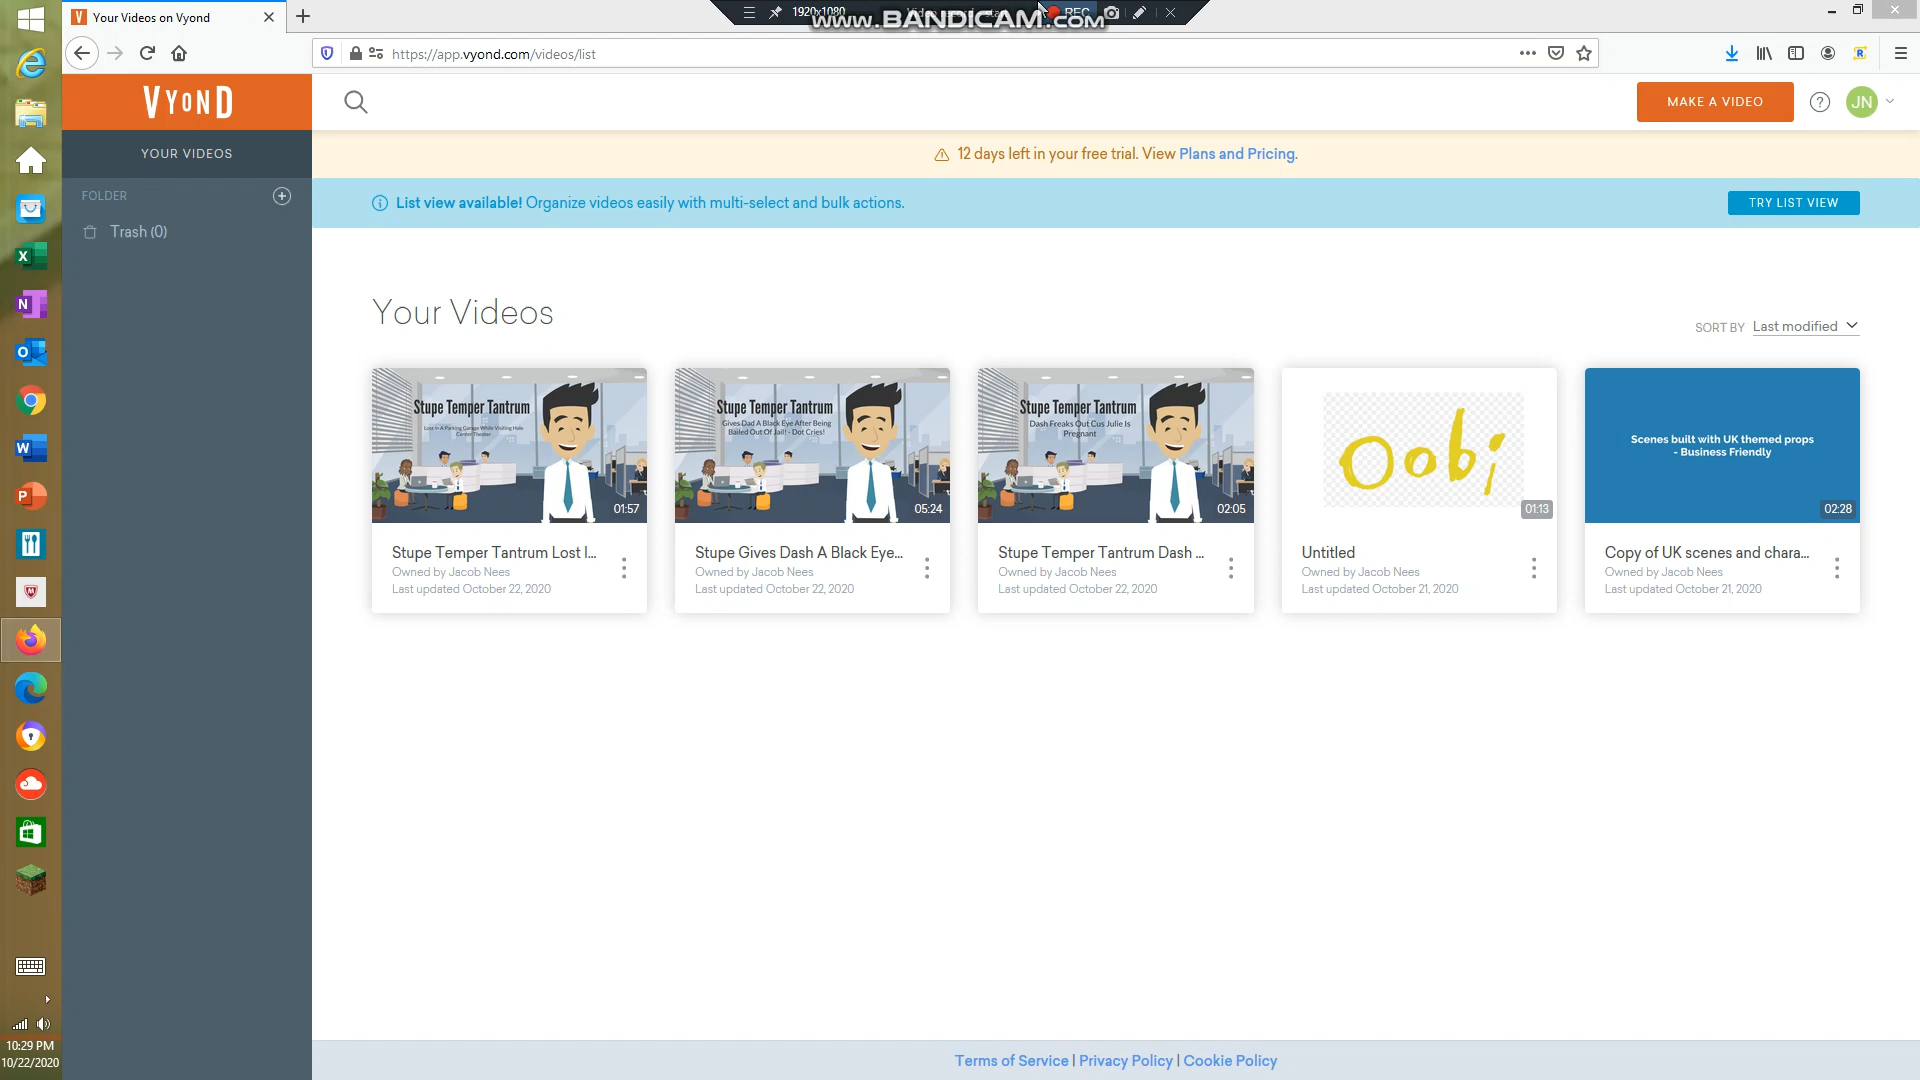 Your Videos on Vyond
1920x1080
REC
www.BANDICAM.com
https://app.vyond.com/videos/list
VYOND
MAKE A VIDEO
JN
YOUR VIDEOS
12 days left in your free trial. View Plans and Pricing.
FOLDER
List view available! Organize videos easily with multi-select and bulk actions.
TRY LIST VIEW
Trash (0)
Your Videos
SORT BY Last modified
Stupe Temper Tantrum
Lost In A Parking Garage While Visiting Hale
Center Theater
01:57
Stupe Temper Tantrum Lost I...
Owned by Jacob Nees
Last updated October 22, 2020
Stupe Temper Tantrum
Gives Dad A Black Eye After Being
Bailed Out Of Jail! - Dot Cries!
05:24
Stupe Gives Dash A Black Eye...
Owned by Jacob Nees
Last updated October 22, 2020
Stupe Temper Tantrum
Dash Freaks Out Cus Julie Is
Pregnant
02:05
Stupe Temper Tantrum Dash ...
Owned by Jacob Nees
Last updated October 22, 2020
Oobi
01:13
Untitled
Owned by Jacob Nees
Last updated October 21, 2020
Scenes built with UK themed props
- Business Friendly
02:28
Copy of UK scenes and chara...
Owned by Jacob Nees
Last updated October 21, 2020
10:29 PM
10/22/2020
Terms of Service | Privacy Policy | Cookie Policy